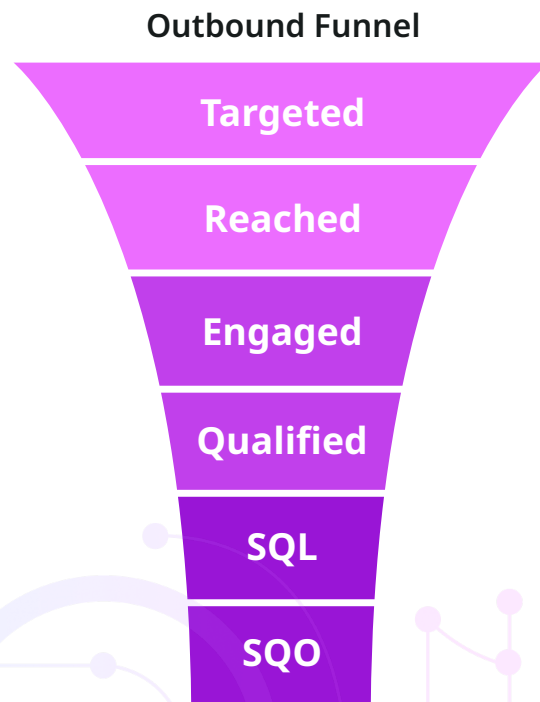 Outbound Funnel
Targeted
Reached
Engaged
Qualified
SQL
SQO